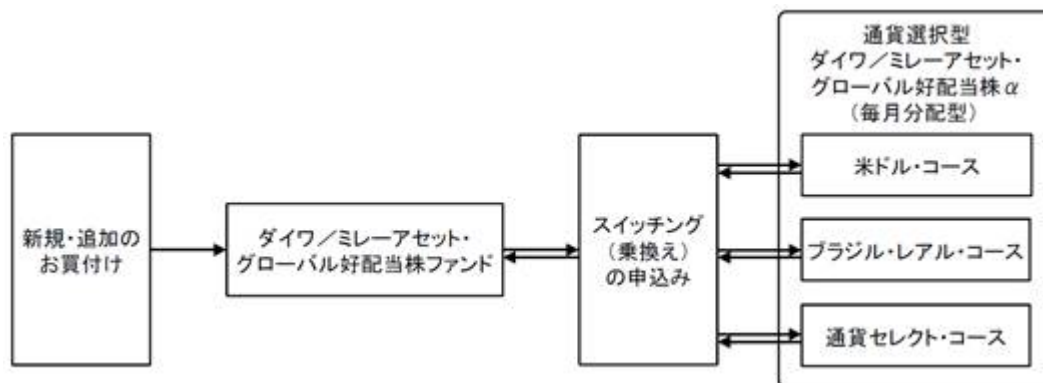 通貨選択型
ダイワ／ミレーアセット・
グローバル好配当株α
（毎月分配型）
新規・追加の
お買付け
ダイワ／ミレーアセット・
グローバル好配当株ファンド
スイッチング
（乗換え）
の申込み
米ドル・コース
ブラジル・レアル・コース
通貨セレクト・コース